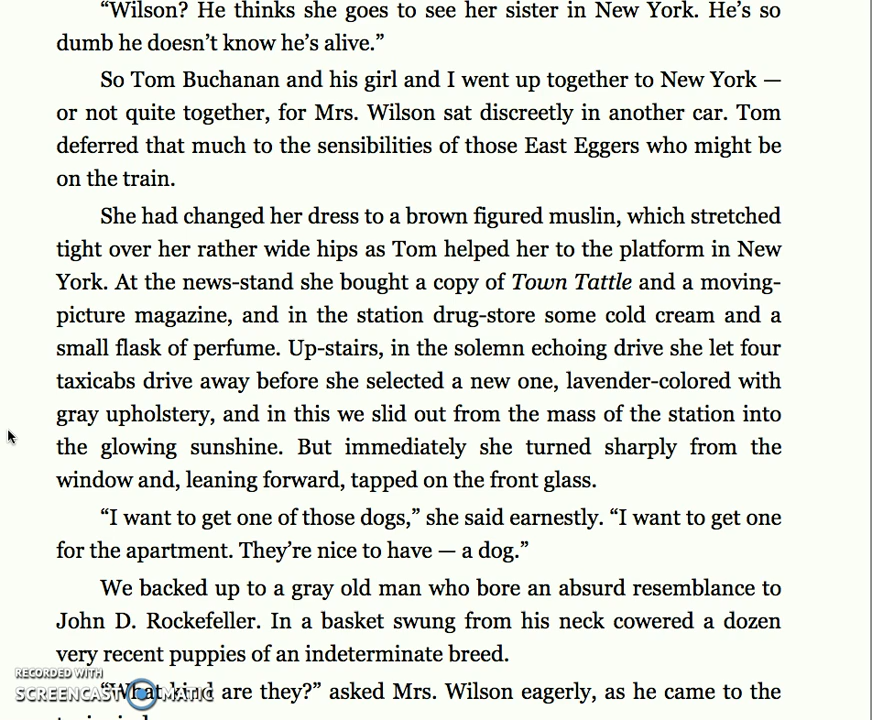 “Wilson? He thinks she goes to see her sister in New York. He’s so
dumb he doesn’t know he’s alive.”
So Tom Buchanan and his girl and I went up together to New York —
or not quite together, for Mrs. Wilson sat discreetly in another car. Tom
deferred that much to the sensibilities of those East Eggers who might be
on the train.
She had changed her dress to a brown figured muslin, which stretched
tight over her rather wide hips as Tom helped her to the platform in New
York. At the news-stand she bought a copy of Town Tattle and a moving-
picture magazine, and in the station drug-store some cold cream and a
small flask of perfume. Up-stairs, in the solemn echoing drive she let four
taxicabs drive away before she selected a new one, lavender-colored with
gray upholstery, and in this we slid out from the mass of the station into
the glowing sunshine. But immediately she turned sharply from the
window and, leaning forward, tapped on the front glass.
“I want to get one of those dogs,” she said earnestly. “I want to get one
for the apartment. They’re nice to have — a dog.”
We backed up to a gray old man who bore an absurd resemblance to
John D. Rockefeller. In a basket swung from his neck cowered a dozen
very recent puppies of an indeterminate breed.
“What kind are they?” asked Mrs. Wilson eagerly, as he came to the
RECORDED WITH
SCREENCAST MATIC